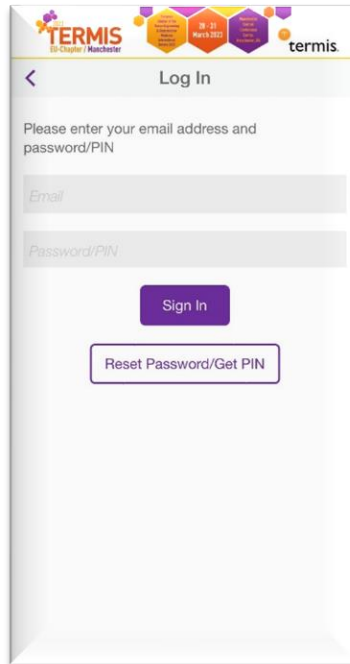 TERMIS
EU-Chapter / Manchester
28 - 31
March 2023
termis
Log In
Please enter your email address and
password/PIN
Email
Password/PIN
Sign In
Reset Password/Get PIN